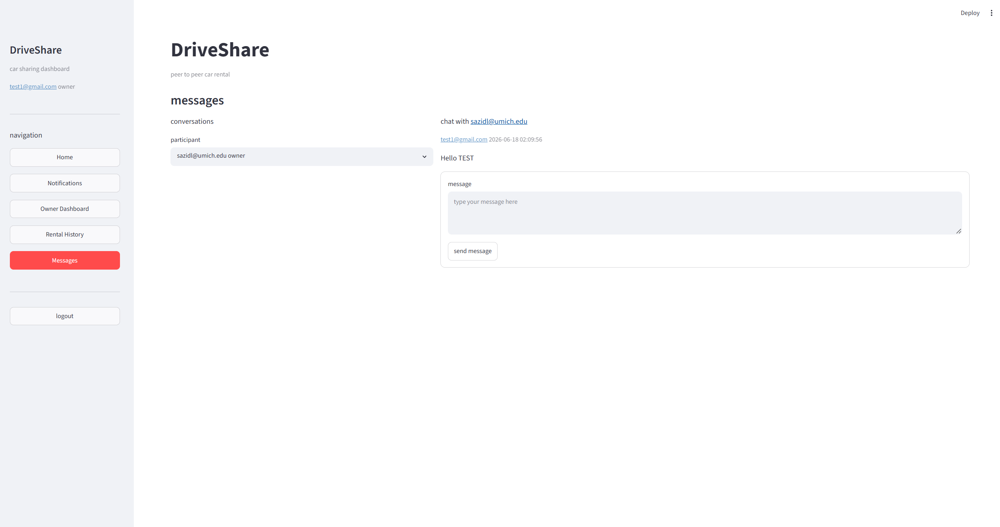 Deploy
DriveShare
car sharing dashboard
test1@gmail.com owner
navigation
Home
Notifications
Owner Dashboard
Rental History
Messages
logout
DriveShare
peer to peer car rental
messages
conversations
participant
sazidl@umich.edu owner
chat with sazidl@umich.edu
test1@gmail.com 2026-06-18 02:09:56
Hello TEST
message
type your message here
send message